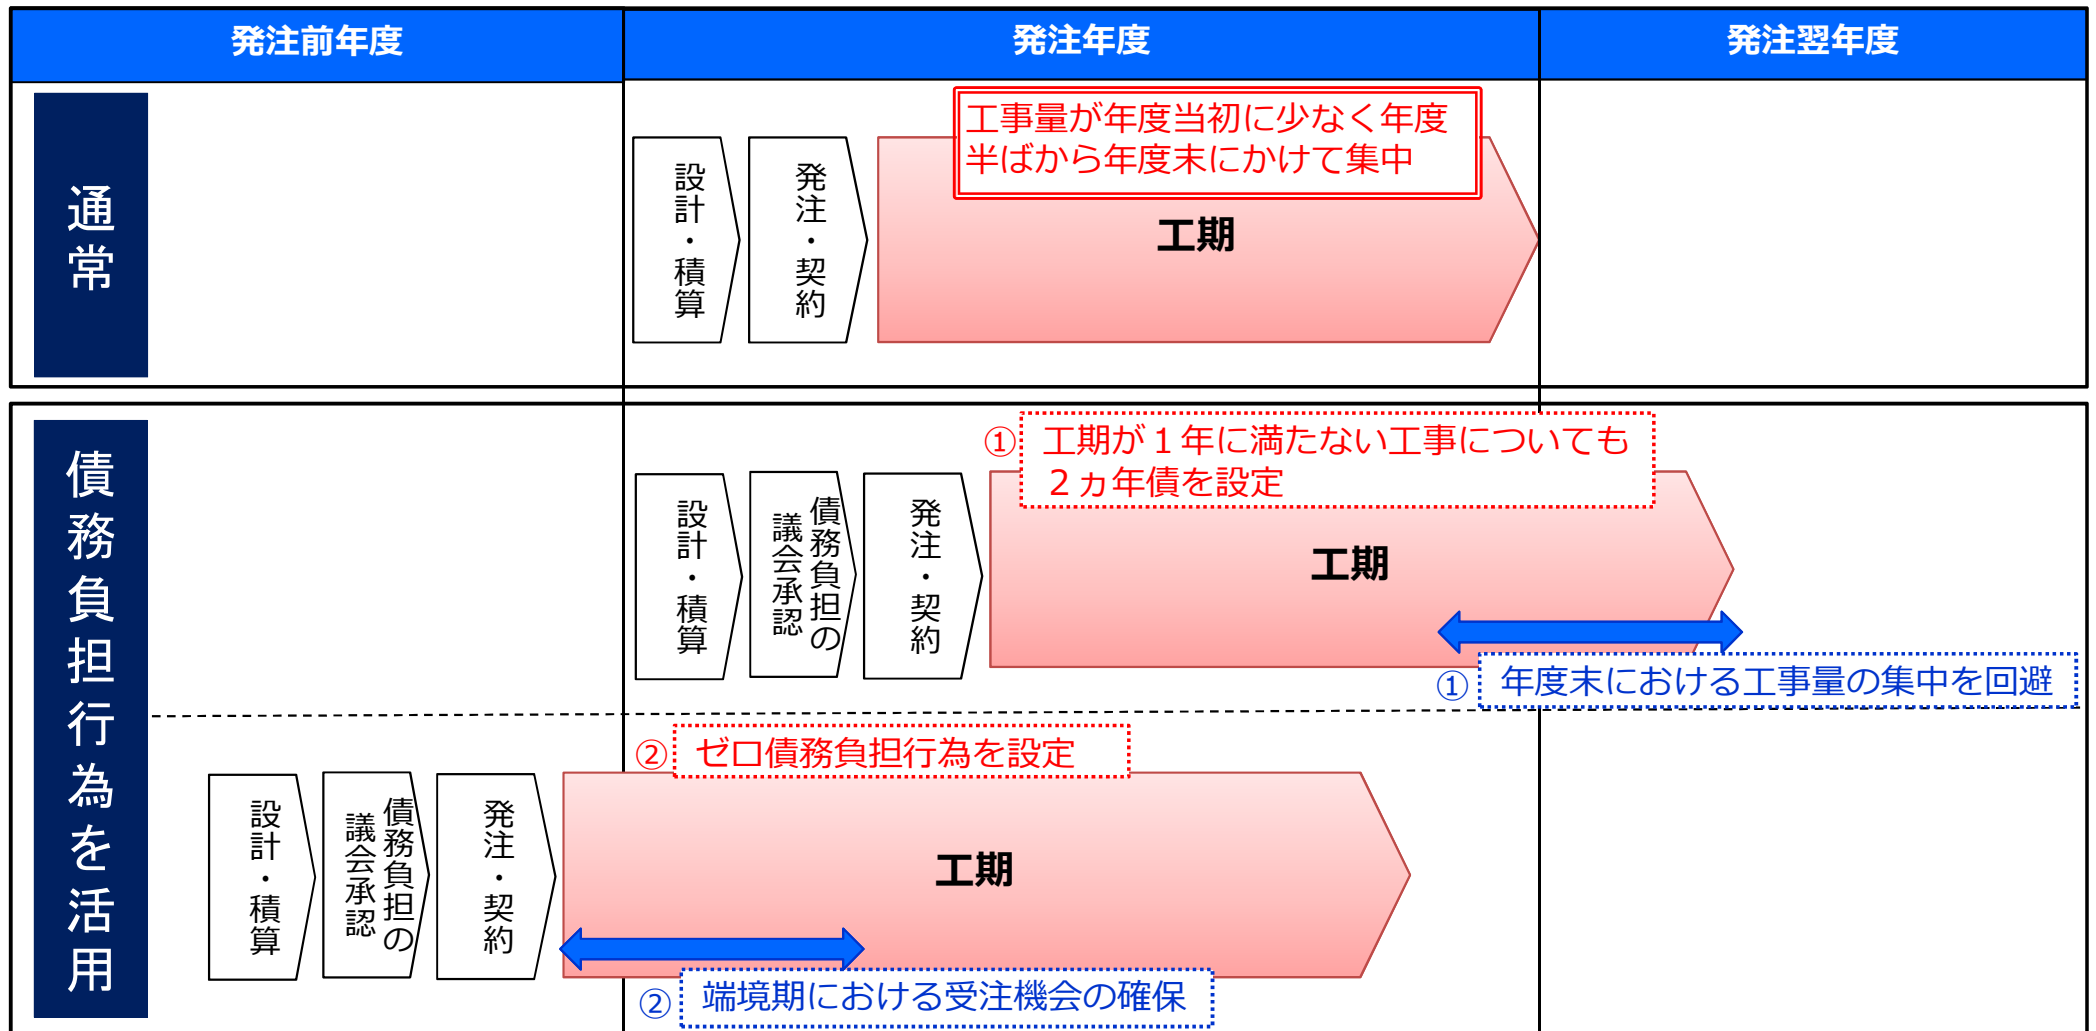 発注前年度
発注年度
発注翌年度
通常
設計・積算
発注・契約
工事量が年度当初に少なく年度
半ばから年度末にかけて集中
工期
債務負担行為を活用
設計・積算
債務負担の
議会承認
発注・契約
① 工期が１年に満たない工事についても
２ヵ年債を設定
工期
① 年度末における工事量の集中を回避
設計・積算
債務負担の
議会承認
発注・契約
② ゼロ債務負担行為を設定
工期
② 端境期における受注機会の確保